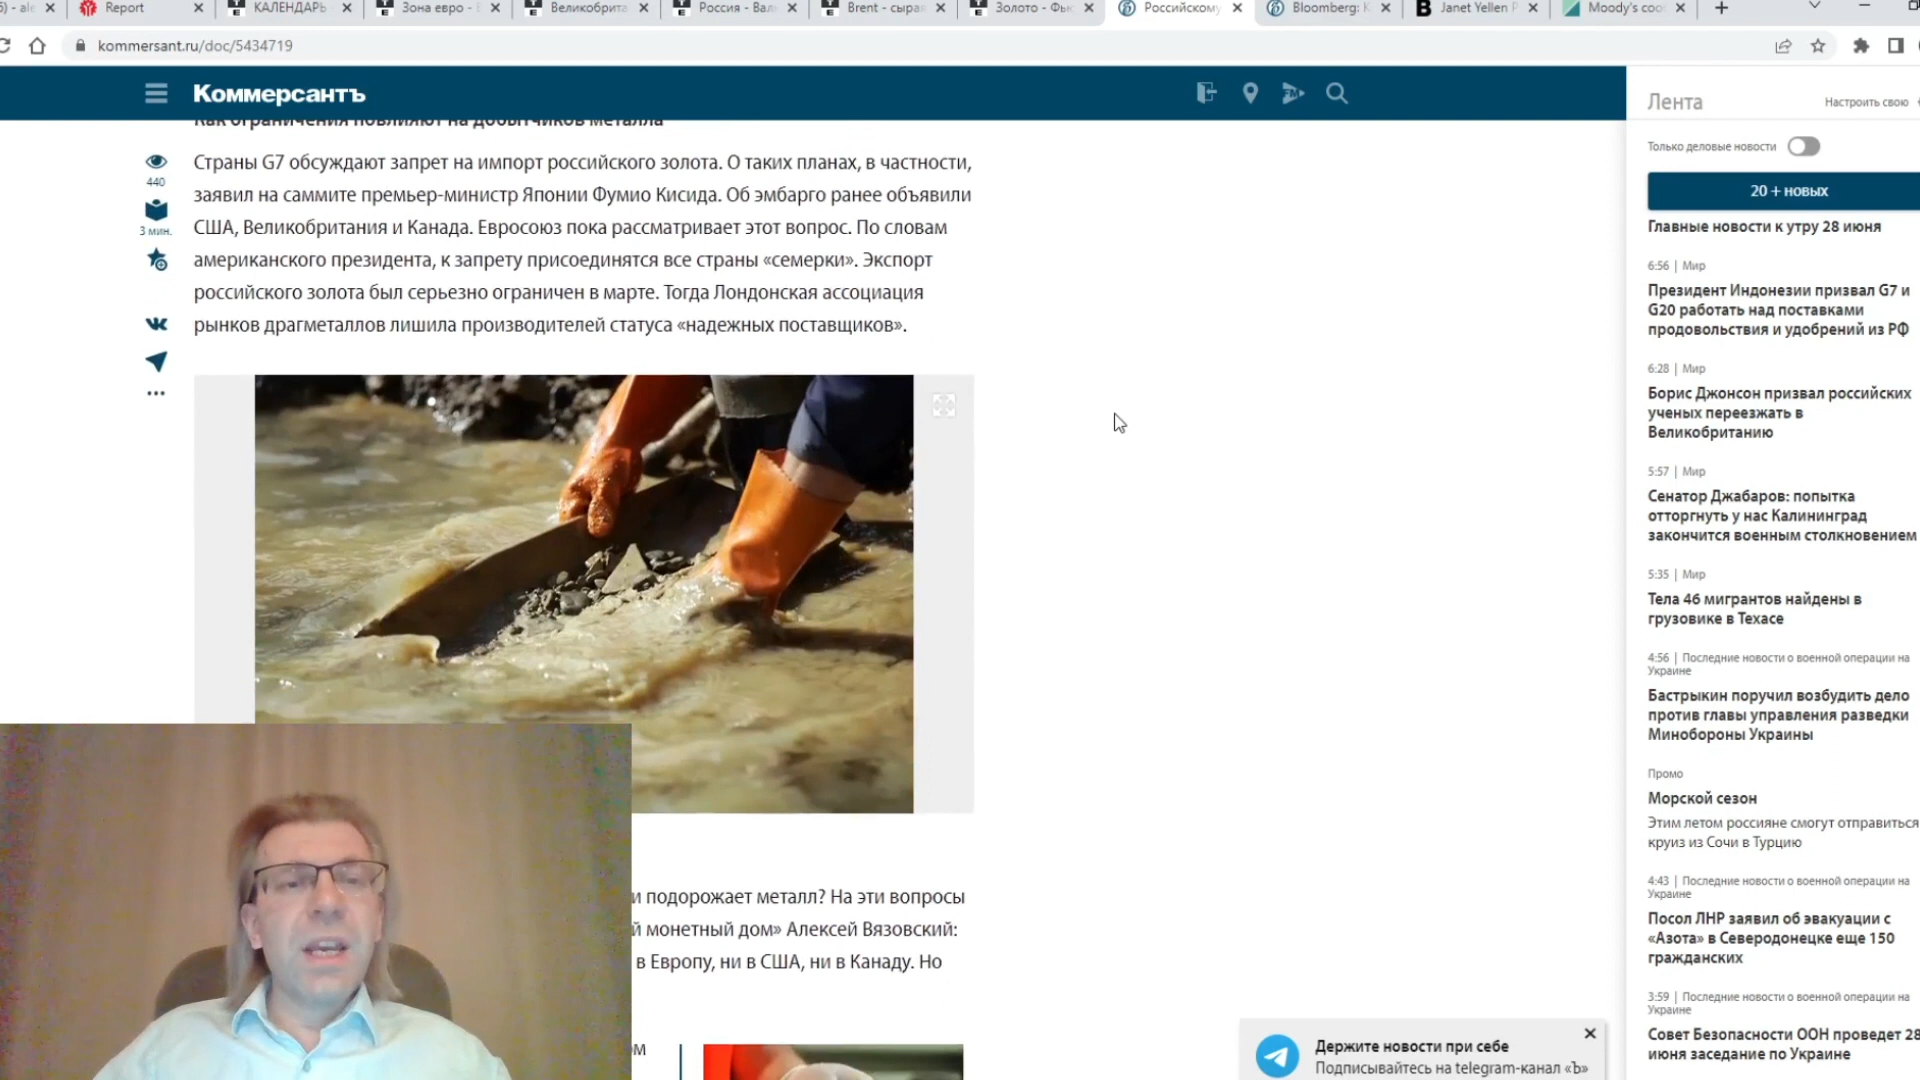 Report
КАЛЕНДАРЬ
Зона евро -
Великобрита
Россия - Вал
Brent - сырая
Золото - Фью
Российскому
Bloomberg:
Janet Yellen
Moody's
kommersant.ru/doc/5434719
Коммерсантъ
Как ограничения повлияют на добытчиков металла
Страны G7 обсуждают запрет на импорт российского золота. О таких планах, в частности,
заявил на саммите премьер-министр Японии Фумио Кисида. Об эмбарго ранее объявили
США, Великобритания и Канада. Евросоюз пока рассматривает этот вопрос. По словам
американского президента, к запрету присоединятся все страны «семерки». Экспорт
российского золота был серьезно ограничен в марте. Тогда Лондонская ассоциация
рынков драгметаллов лишила производителей статуса «надежных поставщиков».
440
3 мин.
и подорожает металл? На эти вопросы
й монетный дом» Алексей Вязовский:
в Европу, ни в США, ни в Канаду. Но
ом
Держите новости при себе
Подписывайтесь на telegram-канал «Ъ»
Лента
Настроить свою
Только деловые новости
20 + новых
Главные новости к утру 28 июня
6:56 | Мир
Президент Индонезии призвал G7 и
G20 работать над поставками
продовольствия и удобрений из РФ
6:28 | Мир
Борис Джонсон призвал российских
ученых переезжать в
Великобританию
5:57 | Мир
Сенатор Джабаров: попытка
отторгнуть у нас Калининград
закончится военным столкновением
5:35 | Мир
Тела 46 мигрантов найдены в
грузовике в Техасе
4:56 | Последние новости о военной операции на
Украине
Бастрыкин поручил возбудить дело
против главы управления разведки
Минобороны Украины
Промо
Морской сезон
Этим летом россияне смогут отправиться
круиз из Сочи в Турцию
4:43 | Последние новости о военной операции на
Украине
Посол ЛНР заявил об эвакуации с
«Азота» в Северодонецке еще 150
гражданских
3:59 | Последние новости о военной операции на
Украине
Совет Безопасности ООН проведет 28
июня заседание по Украине